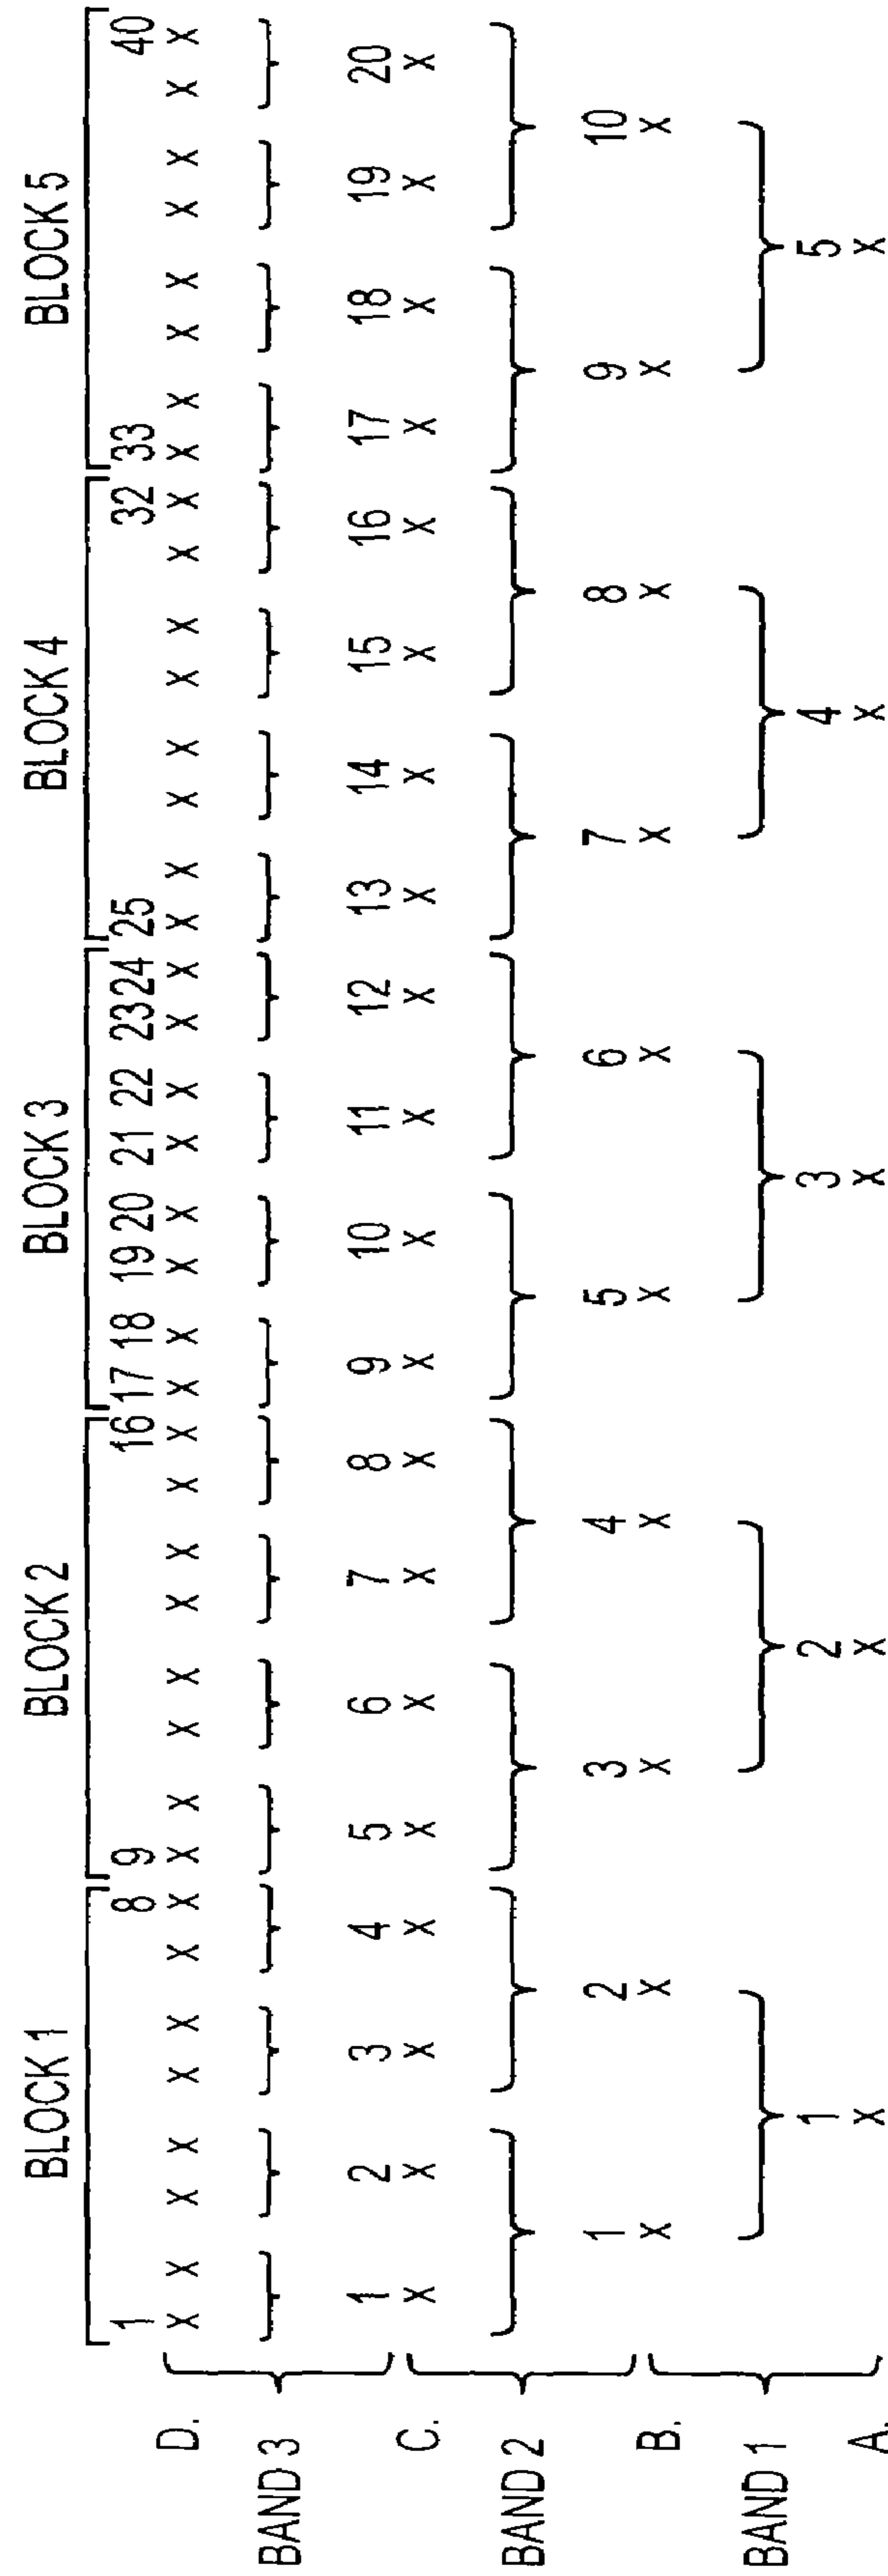 BLOCK 1 BLOCK 2 BLOCK 3 BLOCK 4 BLOCK 5
1 8 9 16 17 18 19 20 21 22 23 24 25 32 33 40
D. X X X X X X X X X X X X X X X X X X X X X X X X X X X X X X X X X X X X X X X X
BAND 3
1 2 3 4 5 6 7 8 9 10 11 12 13 14 15 16 17 18 19 20
C. X X X X X X X X X X X X X X X X X X X X
BAND 2
1 2 3 4 5 6 7 8 9 10
B. X X X X X X X X X X
BAND 1
1 2 3 4 5
A. X X X X X